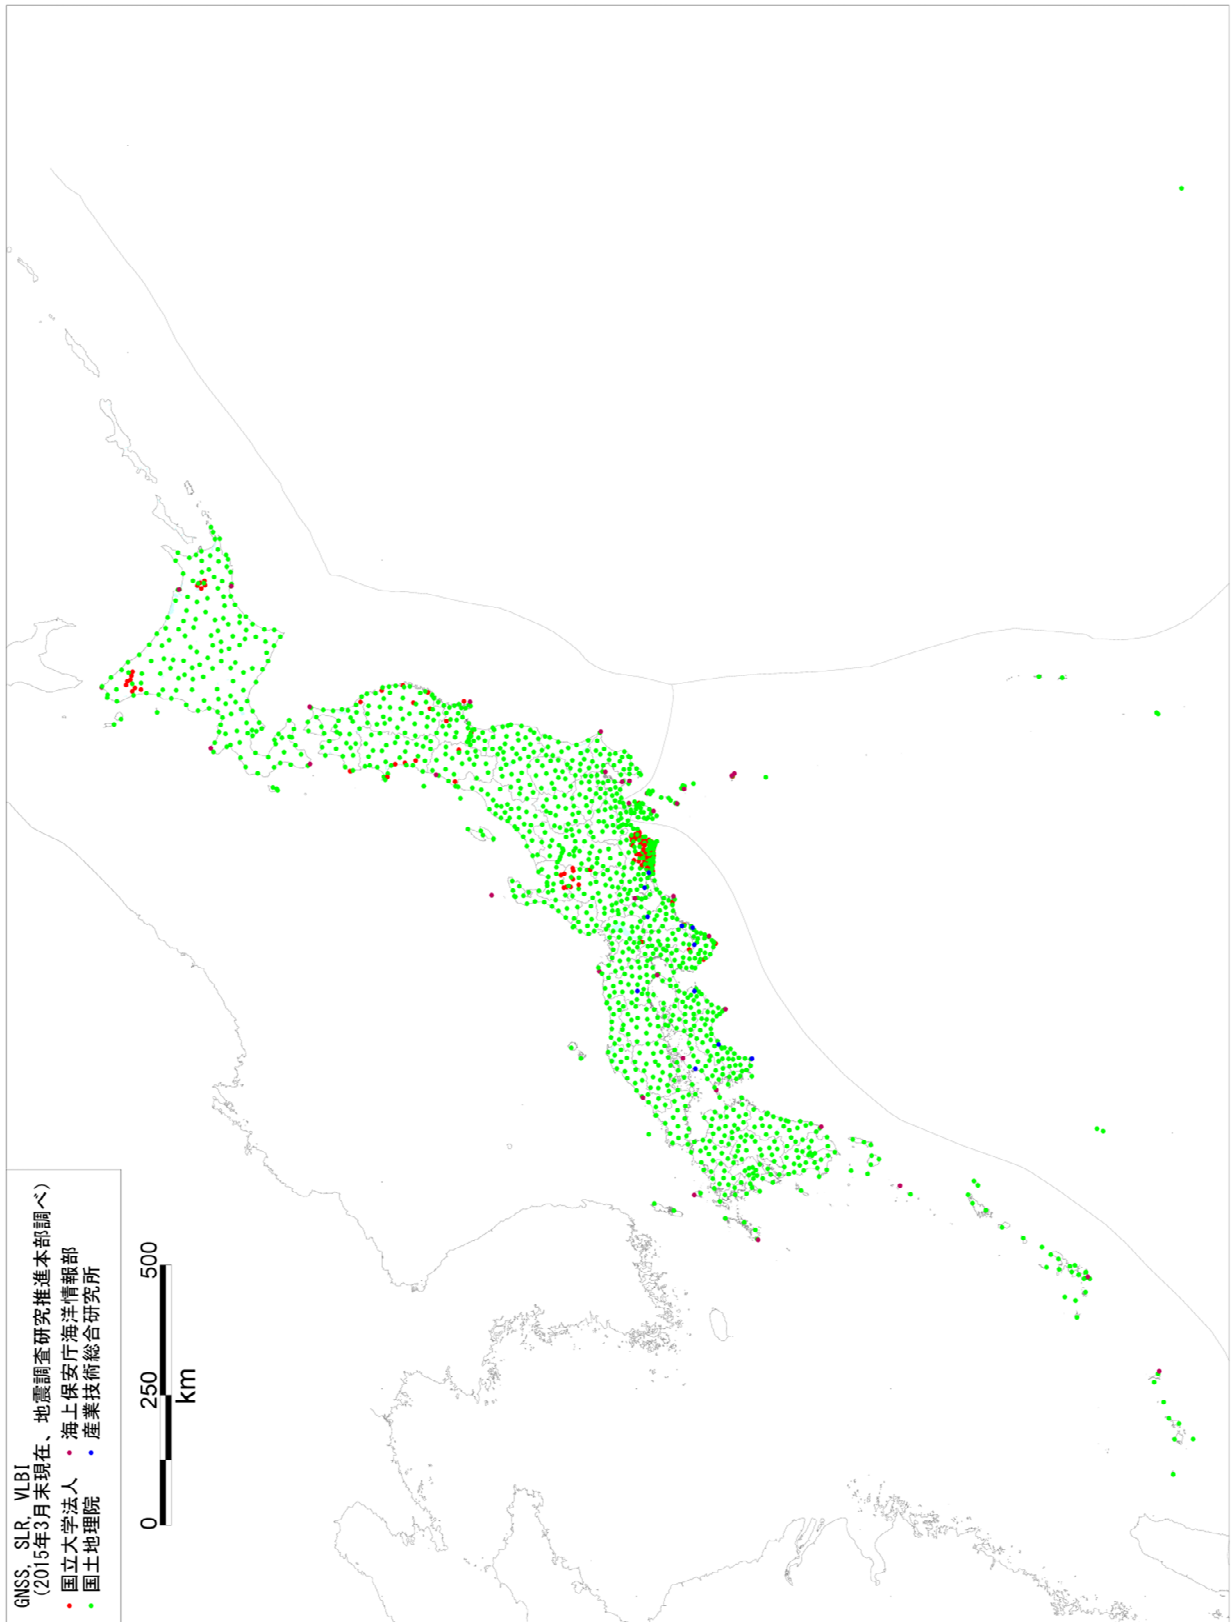 GNSS, SLR, VLBI
(2015年3月末現在、地震調査研究推進本部調べ)
国立大学法人 海上保安庁海洋情報部
国土地理院 産業技術総合研究所
0 250 500
km